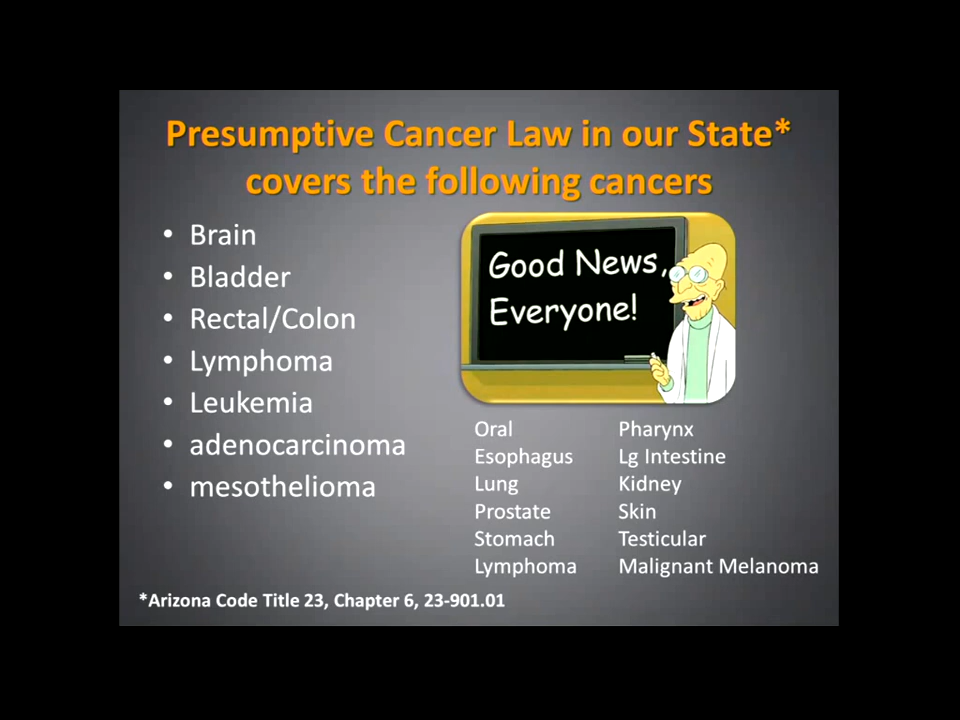 Presumptive Cancer Law in our State*
covers the following cancers
• Brain
• Bladder
• Rectal/Colon
• Lymphoma
• Leukemia
• adenocarcinoma
• mesothelioma
Good News,
Everyone!
Oral
Esophagus
Lung
Prostate
Stomach
Lymphoma
Pharynx
Lg Intestine
Kidney
Skin
Testicular
Malignant Melanoma
*Arizona Code Title 23, Chapter 6, 23-901.01